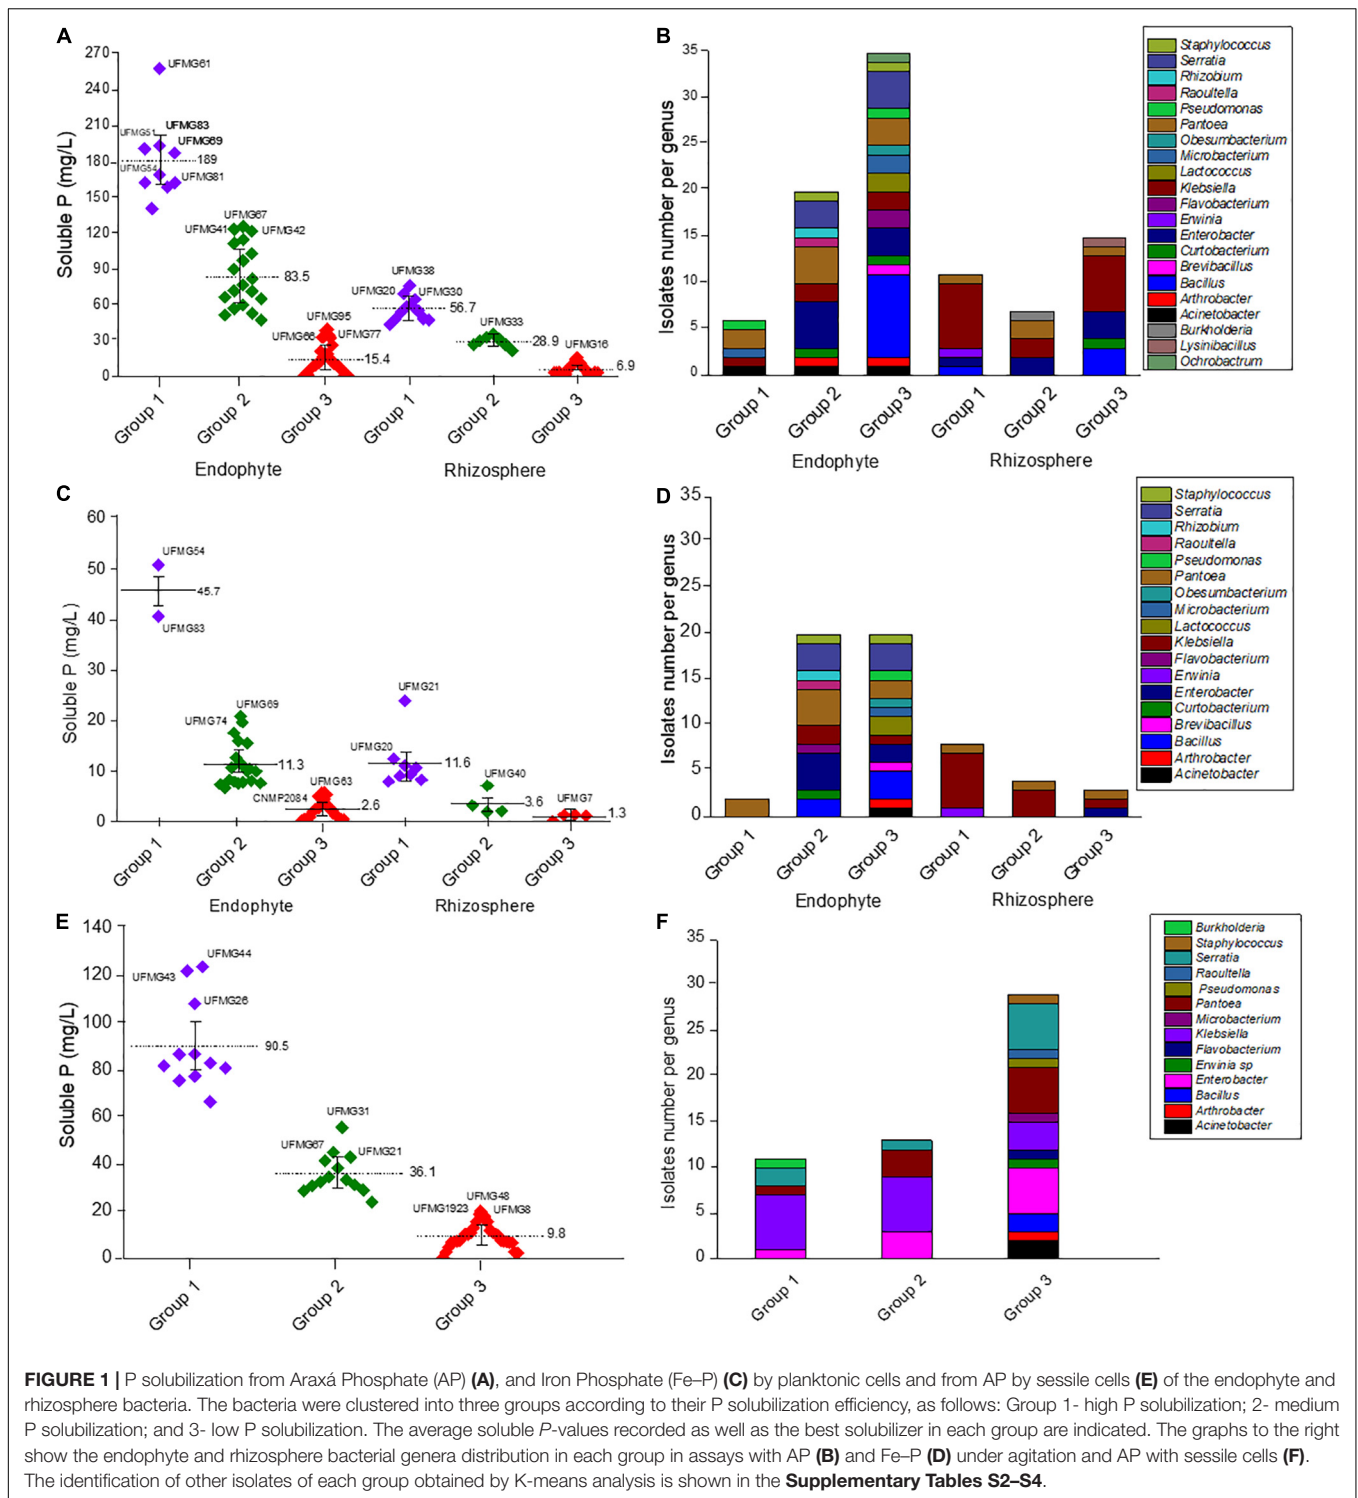 A
270
240
210
180
150
120
90
60
30
0
Soluble P (mg/L)
UFMG61
UFMG83
UFMG51
UFMG69
189
UFMG54
UFMG81
UFMG67
UFMG41
UFMG42
83.5
UFMG95
UFMG66
UFMG77
15.4
UFMG38
UFMG20
UFMG30
56.7
UFMG33
28.9
UFMG16
6.9
Group 1
Group 2
Group 3
Group 1
Group 2
Group 3
Endophyte
Rhizosphere
B
35
30
25
20
15
10
5
0
Isolates number per genus
Group 1
Group 2
Group 3
Group 1
Group 2
Group 3
Endophyte
Rhizosphere
Staphylococcus
Serratia
Rhizobium
Raoultella
Pseudomonas
Pantoea
Obesumbacterium
Microbacterium
Lactococcus
Klebsiella
Flavobacterium
Erwinia
Enterobacter
Curtobacterium
Brevibacillus
Bacillus
Arthrobacter
Acinetobacter
Burkholderia
Lysinibacillus
Ochrobactrum
C
60
50
40
30
20
10
0
Soluble P (mg/L )
UFMG54
45.7
UFMG83
UFMG69
UFMG74
11.3
UFMG63
CNMP2084
2.6
UFMG21
UFMG20
11.6
UFMG40
3.6
UFMG7
1.3
Group 1
Group 2
Group 3
Group 1
Group 2
Group 3
Endophyte
Rhizosphere
D
35
30
25
20
15
10
5
0
Isolates number per genus
Group 1
Group 2
Group 3
Group 1
Group 2
Group 3
Endophyte
Rhizosphere
Staphylococcus
Serratia
Rhizobium
Raoultella
Pseudomonas
Pantoea
Obesumbacterium
Microbacterium
Lactococcus
Klebsiella
Flavobacterium
Erwinia
Enterobacter
Curtobacterium
Brevibacillus
Bacillus
Arthrobacter
Acinetobacter
E
140
120
100
80
60
40
20
0
Soluble P (mg/L)
UFMG44
UFMG43
UFMG26
90.5
UFMG31
UFMG67
UFMG21
36.1
UFMG48
UFMG1923
UFMG8
9.8
Group 1
Group 2
Group 3
F
35
30
25
20
15
10
5
0
Isolates number per genus
Group 1
Group 2
Group 3
Burkholderia
Staphylococcus
Serratia
Raoultella
Pseudomonas
Pantoea
Microbacterium
Klebsiella
Flavobacterium
Erwinia sp
Enterobacter
Bacillus
Arthrobacter
Acinetobacter
FIGURE 1 | P solubilization from Araxá Phosphate (AP) (A), and Iron Phosphate (Fe–P) (C) by planktonic cells and from AP by sessile cells (E) of the endophyte and
rhizosphere bacteria. The bacteria were clustered into three groups according to their P solubilization efficiency, as follows: Group 1- high P solubilization; 2- medium
P solubilization; and 3- low P solubilization. The average soluble P-values recorded as well as the best solubilizer in each group are indicated. The graphs to the right
show the endophyte and rhizosphere bacterial genera distribution in each group in assays with AP (B) and Fe–P (D) under agitation and AP with sessile cells (F).
The identification of other isolates of each group obtained by K-means analysis is shown in the Supplementary Tables S2–S4.